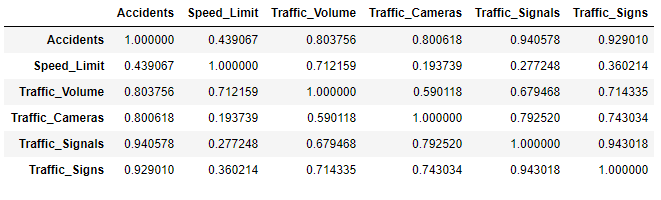 Accidents Speed_Limit Traffic_Volume Traffic_Cameras Traffic_Signals Traffic_Signs
Accidents 1.000000 0.439067 0.803756 0.800618 0.940578 0.929010
Speed_Limit 0.439067 1.000000 0.712159 0.193739 0.277248 0.360214
Traffic_Volume 0.803756 0.712159 1.000000 0.590118 0.679468 0.714335
Traffic_Cameras 0.800618 0.193739 0.590118 1.000000 0.792520 0.743034
Traffic_Signals 0.940578 0.277248 0.679468 0.792520 1.000000 0.943018
Traffic_Signs 0.929010 0.360214 0.714335 0.743034 0.943018 1.000000